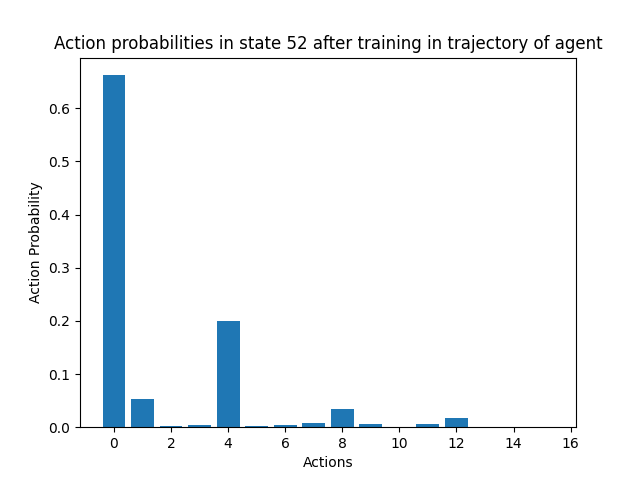 Action probabilities in state 52 after training in trajectory of agent
Action Probability
0.6
0.5
0.4
0.3
0.2
0.1
0.0
0 2 4 6 8 10 12 14 16
Actions